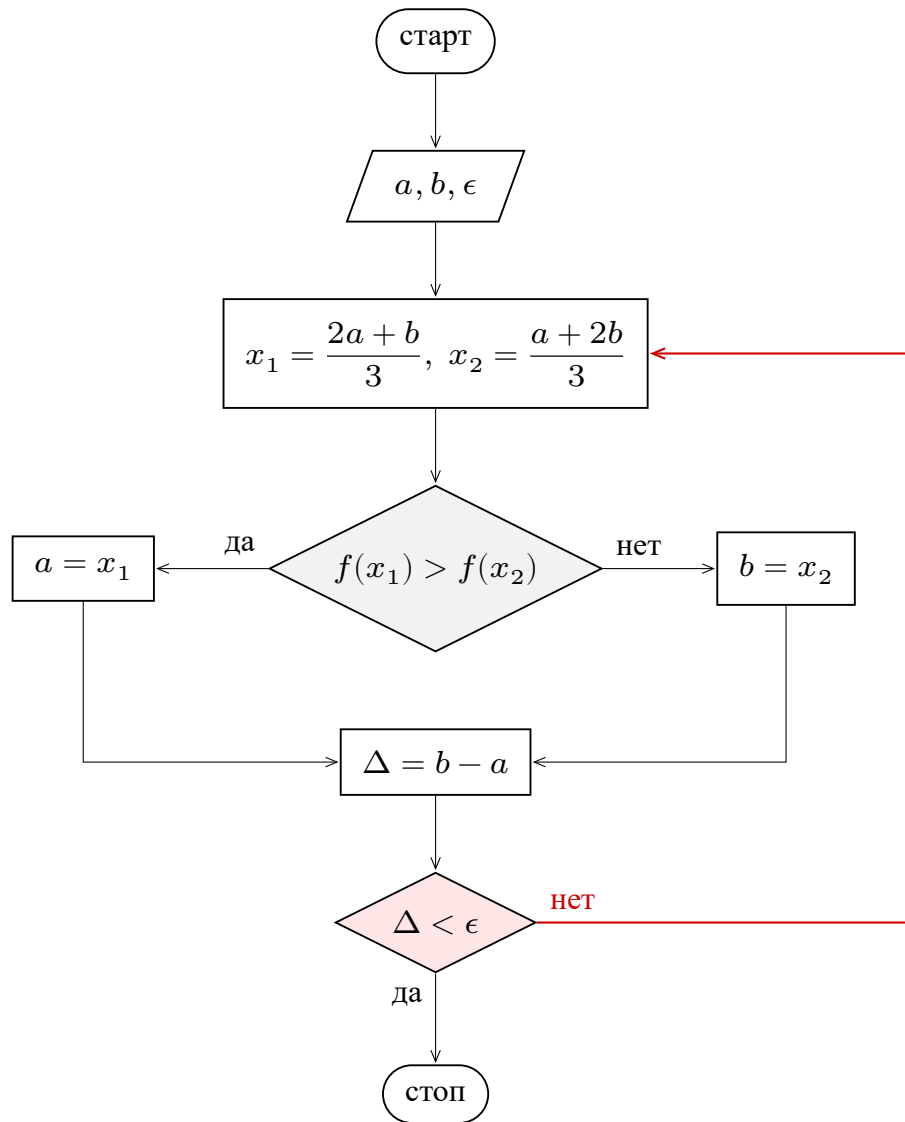 старт
a, b, ϵ
x₁ = (2a + b)/3, x₂ = (a + 2b)/3
да
нет
a = x₁
f(x₁) > f(x₂)
b = x₂
Δ = b − a
нет
Δ < ϵ
да
стоп